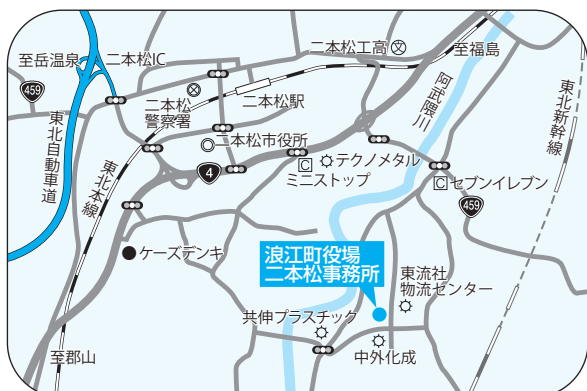 至岳温泉
二本松IC
459
東北自動車道
二本松工高
文
至福島
二本松
警察署
二本松駅
阿武隈川
東北新幹線
二本松市役所
4
東北本線
C
テクノメタル
ミニストップ
C
セブンイレブン
459
ケーズデンキ
浪江町役場
二本松事務所
東流社
物流センター
共伸プラスチック
中外化成
至郡山